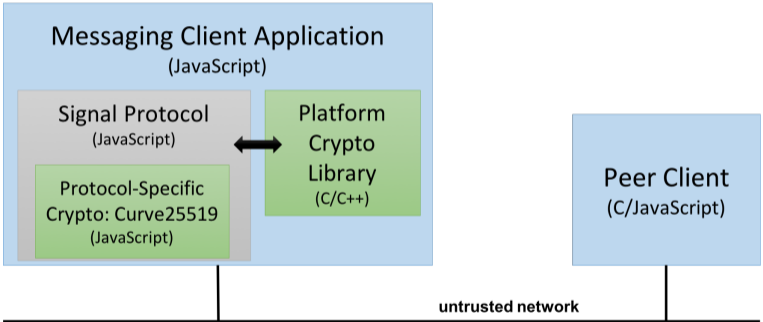 Messaging Client Application
(JavaScript)
Signal Protocol
(JavaScript)
Protocol-Specific
Crypto: Curve25519
(JavaScript)
Platform
Crypto
Library
(C/C++)
Peer Client
(C/JavaScript)
untrusted network